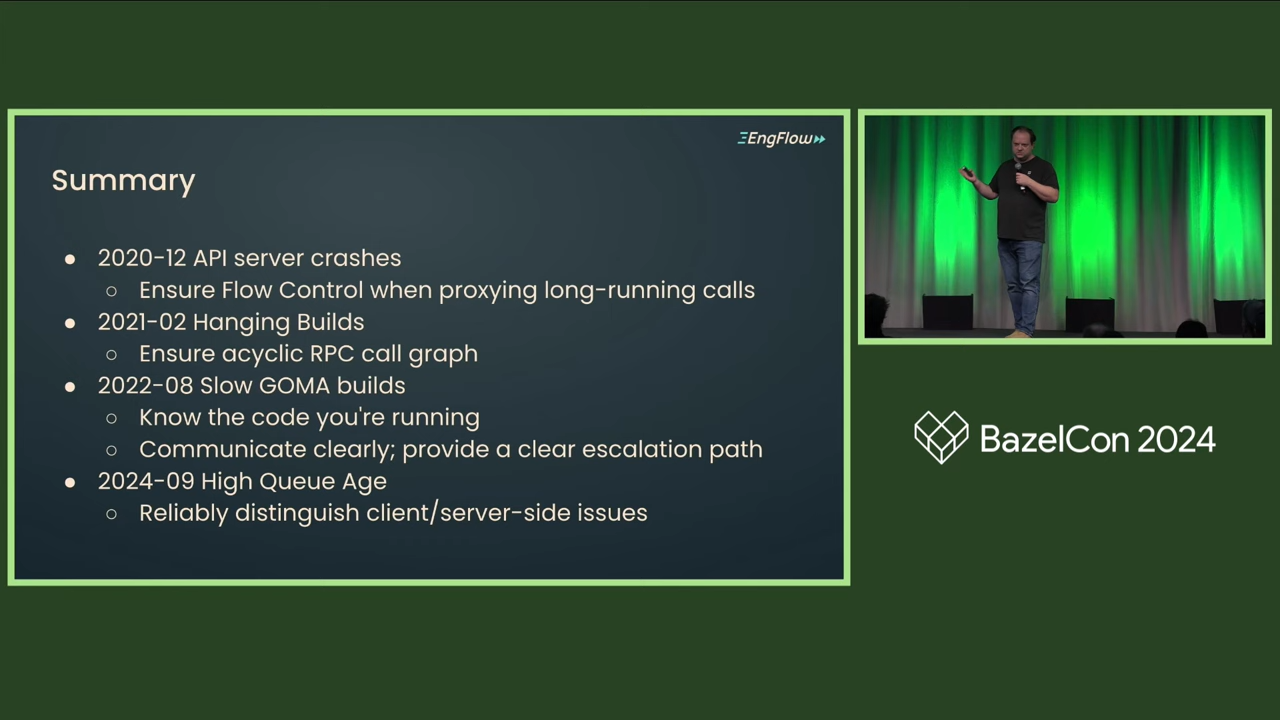 EngFlow
Summary
● 2020-12 API server crashes
○ Ensure Flow Control when proxying long-running calls
● 2021-02 Hanging Builds
○ Ensure acyclic RPC call graph
● 2022-08 Slow GOMA builds
○ Know the code you're running
○ Communicate clearly; provide a clear escalation path
● 2024-09 High Queue Age
○ Reliably distinguish client/server-side issues
BazelCon 2024